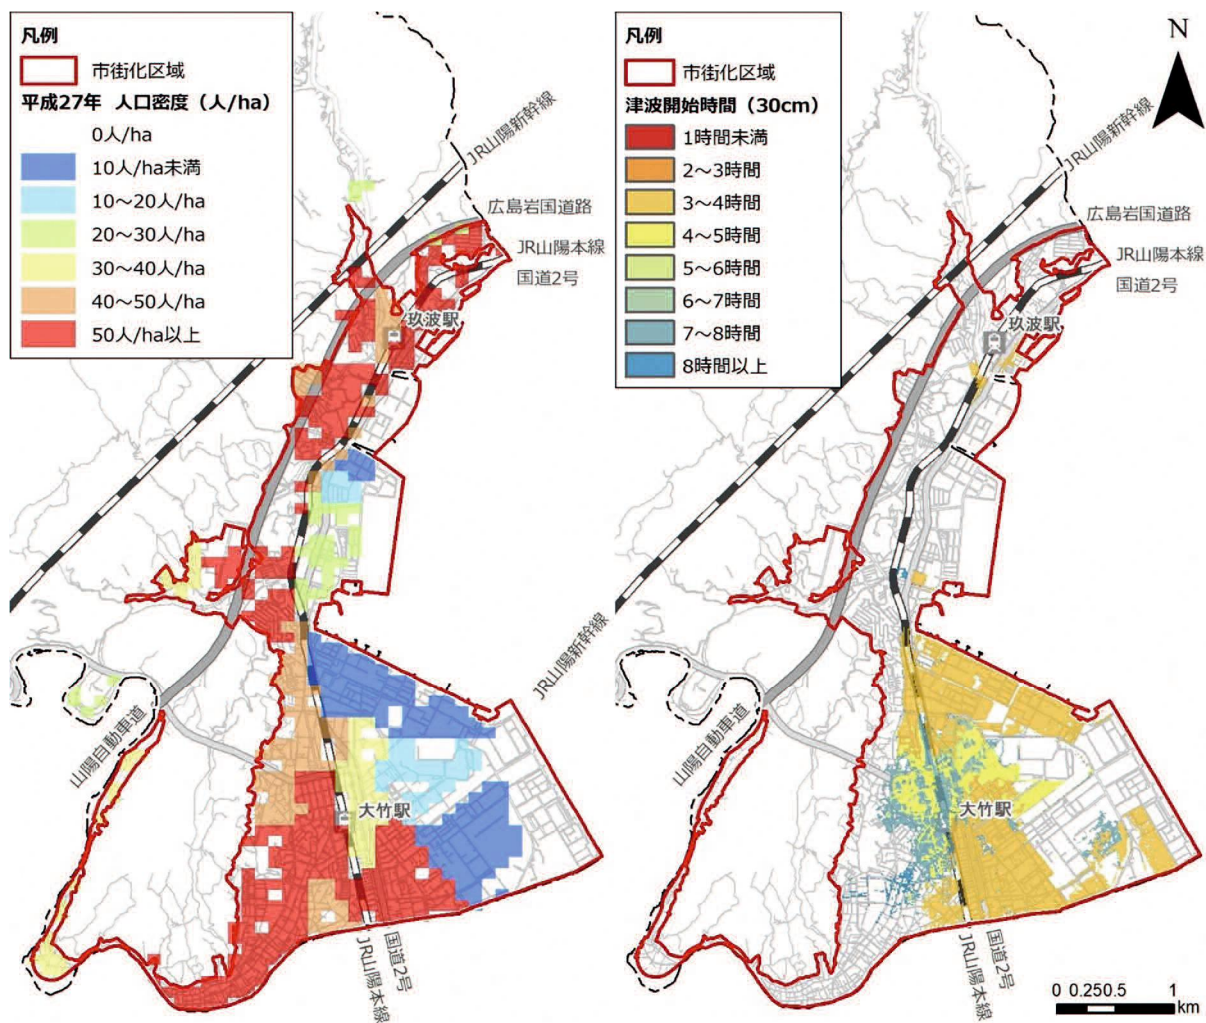 凡例
市街化区域
平成27年 人口密度（人/ha）
0人/ha
10人/ha未満
10～20人/ha
20～30人/ha
30～40人/ha
40～50人/ha
50人/ha以上
JR山陽新幹線
広島岩国道路
JR山陽本線
国道2号
玖波駅
山陽自動車道
大竹駅
国道2号
JR山陽本線
凡例
市街化区域
津波開始時間（30cm）
1時間未満
2～3時間
3～4時間
4～5時間
5～6時間
6～7時間
7～8時間
8時間以上
N
JR山陽新幹線
広島岩国道路
JR山陽本線
国道2号
玖波駅
JR山陽新幹線
山陽自動車道
大竹駅
国道2号
JR山陽本線
0 0.25 0.5 1
km